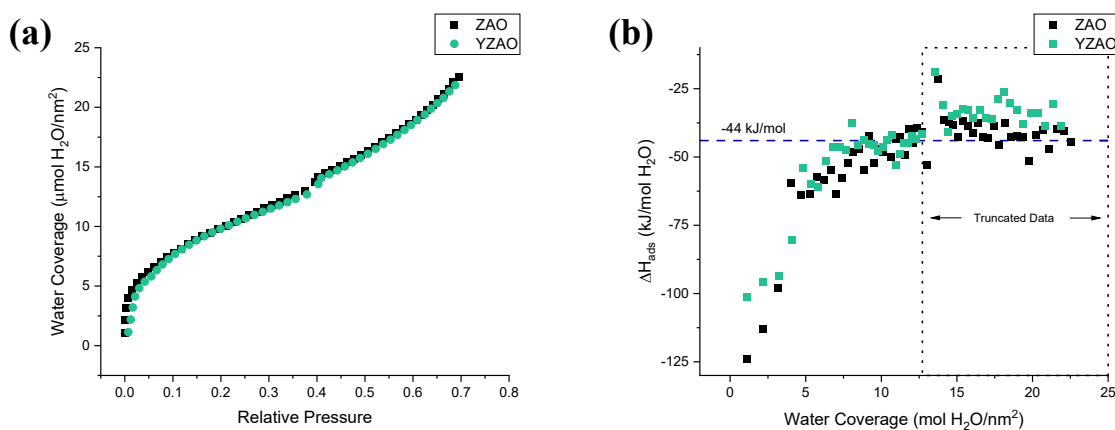 (a)
ZAO
YZAO
Water Coverage (μmol H₂O/nm²)
25
20
15
10
5
0
0.0 0.1 0.2 0.3 0.4 0.5 0.6 0.7 0.8
Relative Pressure
(b)
ZAO
YZAO
ΔH_ads (kJ/mol H₂O)
-25
-50
-75
-100
-125
-44 kJ/mol
Truncated Data
0 5 10 15 20 25
Water Coverage (mol H₂O/nm²)